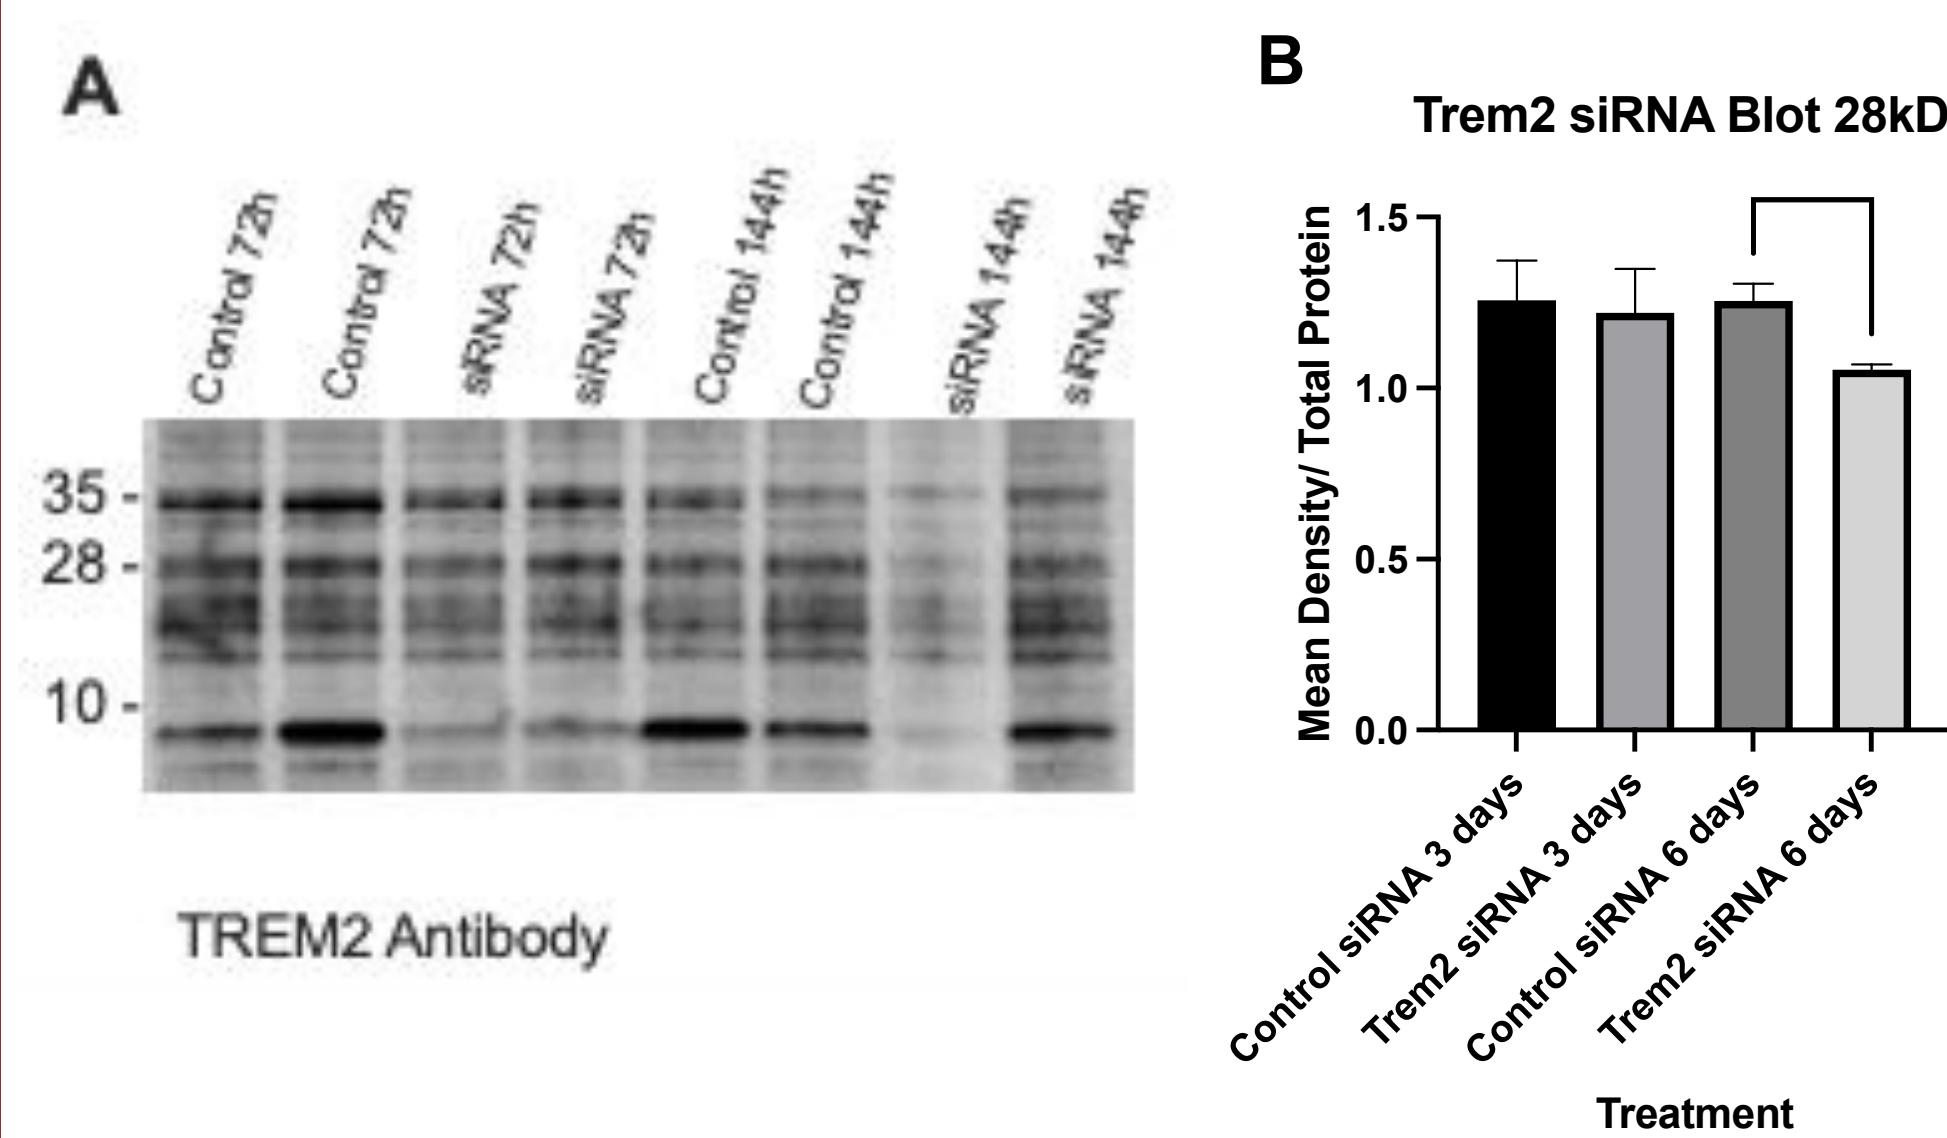 A
Control 72h
Control 72h
siRNA 72h
siRNA 72h
Control 144h
Control 144h
siRNA 144h
siRNA 144h
35 -
28 -
10 -
TREM2 Antibody
B
Trem2 siRNA Blot 28kD
Mean Density/ Total Protein
1.5
1.0
0.5
0.0
Control siRNA 3 days
Trem2 siRNA 3 days
Control siRNA 6 days
Trem2 siRNA 6 days
Treatment